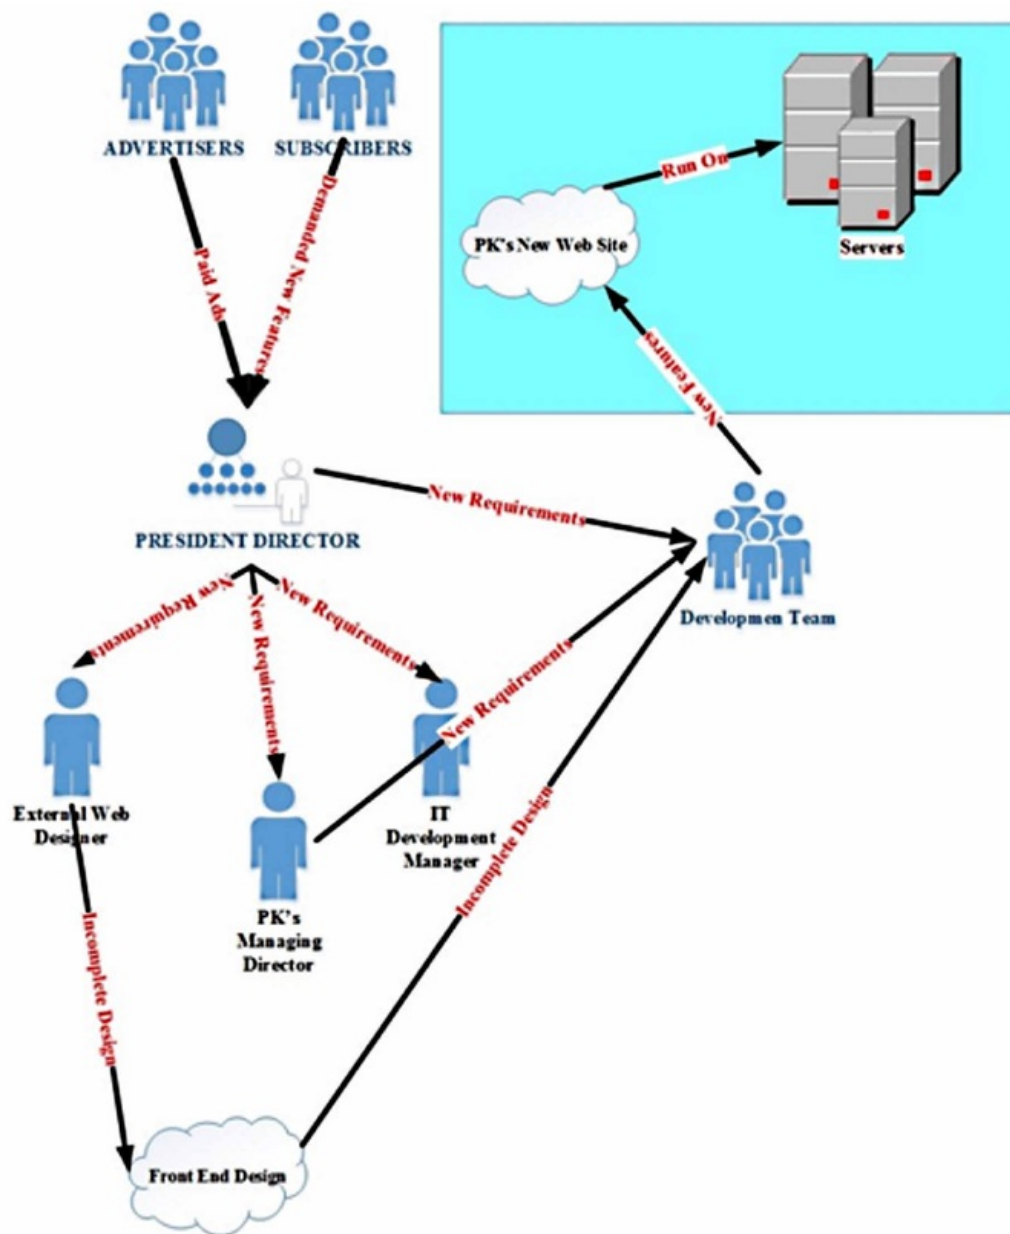 ADVERTISERS
SUBSCRIBERS
Run On
PK's New Web Site
Servers
Paid Ads
Demanded New Features
New Features
PRESIDENT DIRECTOR
New Requirements
Developmen Team
New Requirements
New Requirements
New Requirements
New Requirements
External Web
Designer
IT
Development
Manager
PK's
Managing
Director
Incomplete Design
Incomplete Design
Front End Design